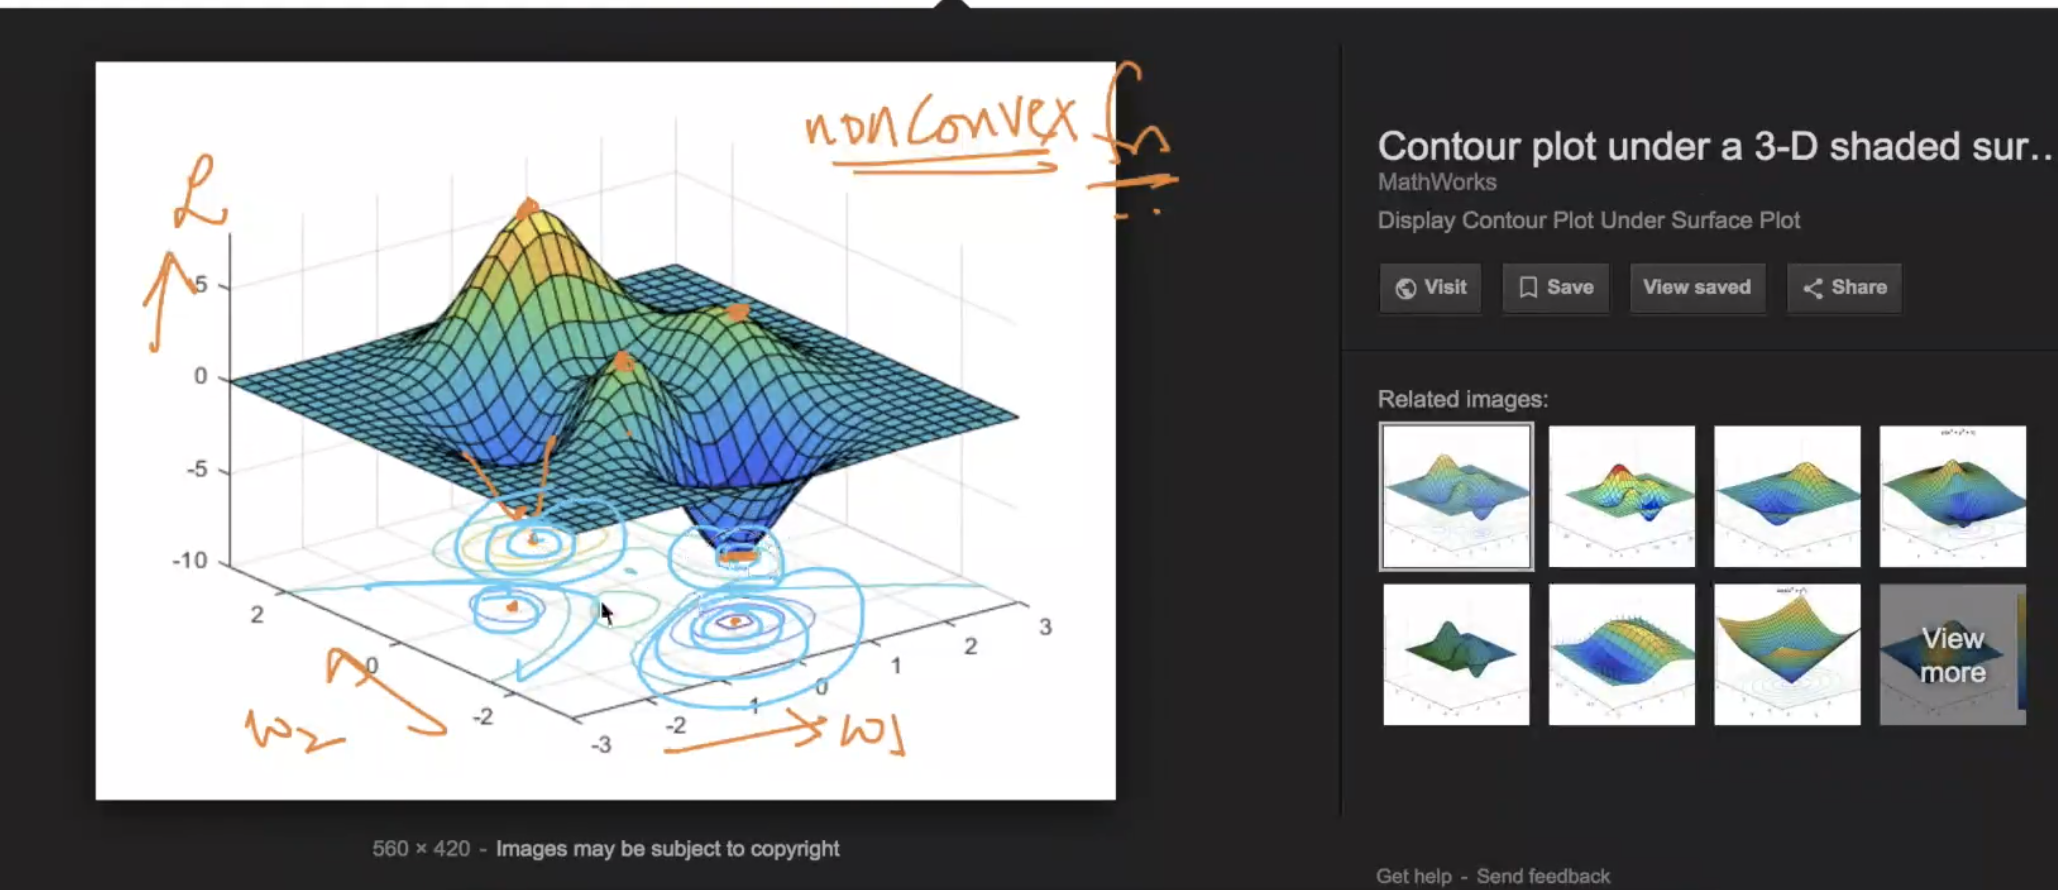 nonConvex fn
L
5
0
-5
-10
2
0
-2
-3
-2
-1
0
1
2
3
w2
w1
560 × 420 - Images may be subject to copyright
Contour plot under a 3-D shaded sur...
MathWorks
Display Contour Plot Under Surface Plot
Visit
Save
View saved
Share
Related images:
View
more
Get help - Send feedback